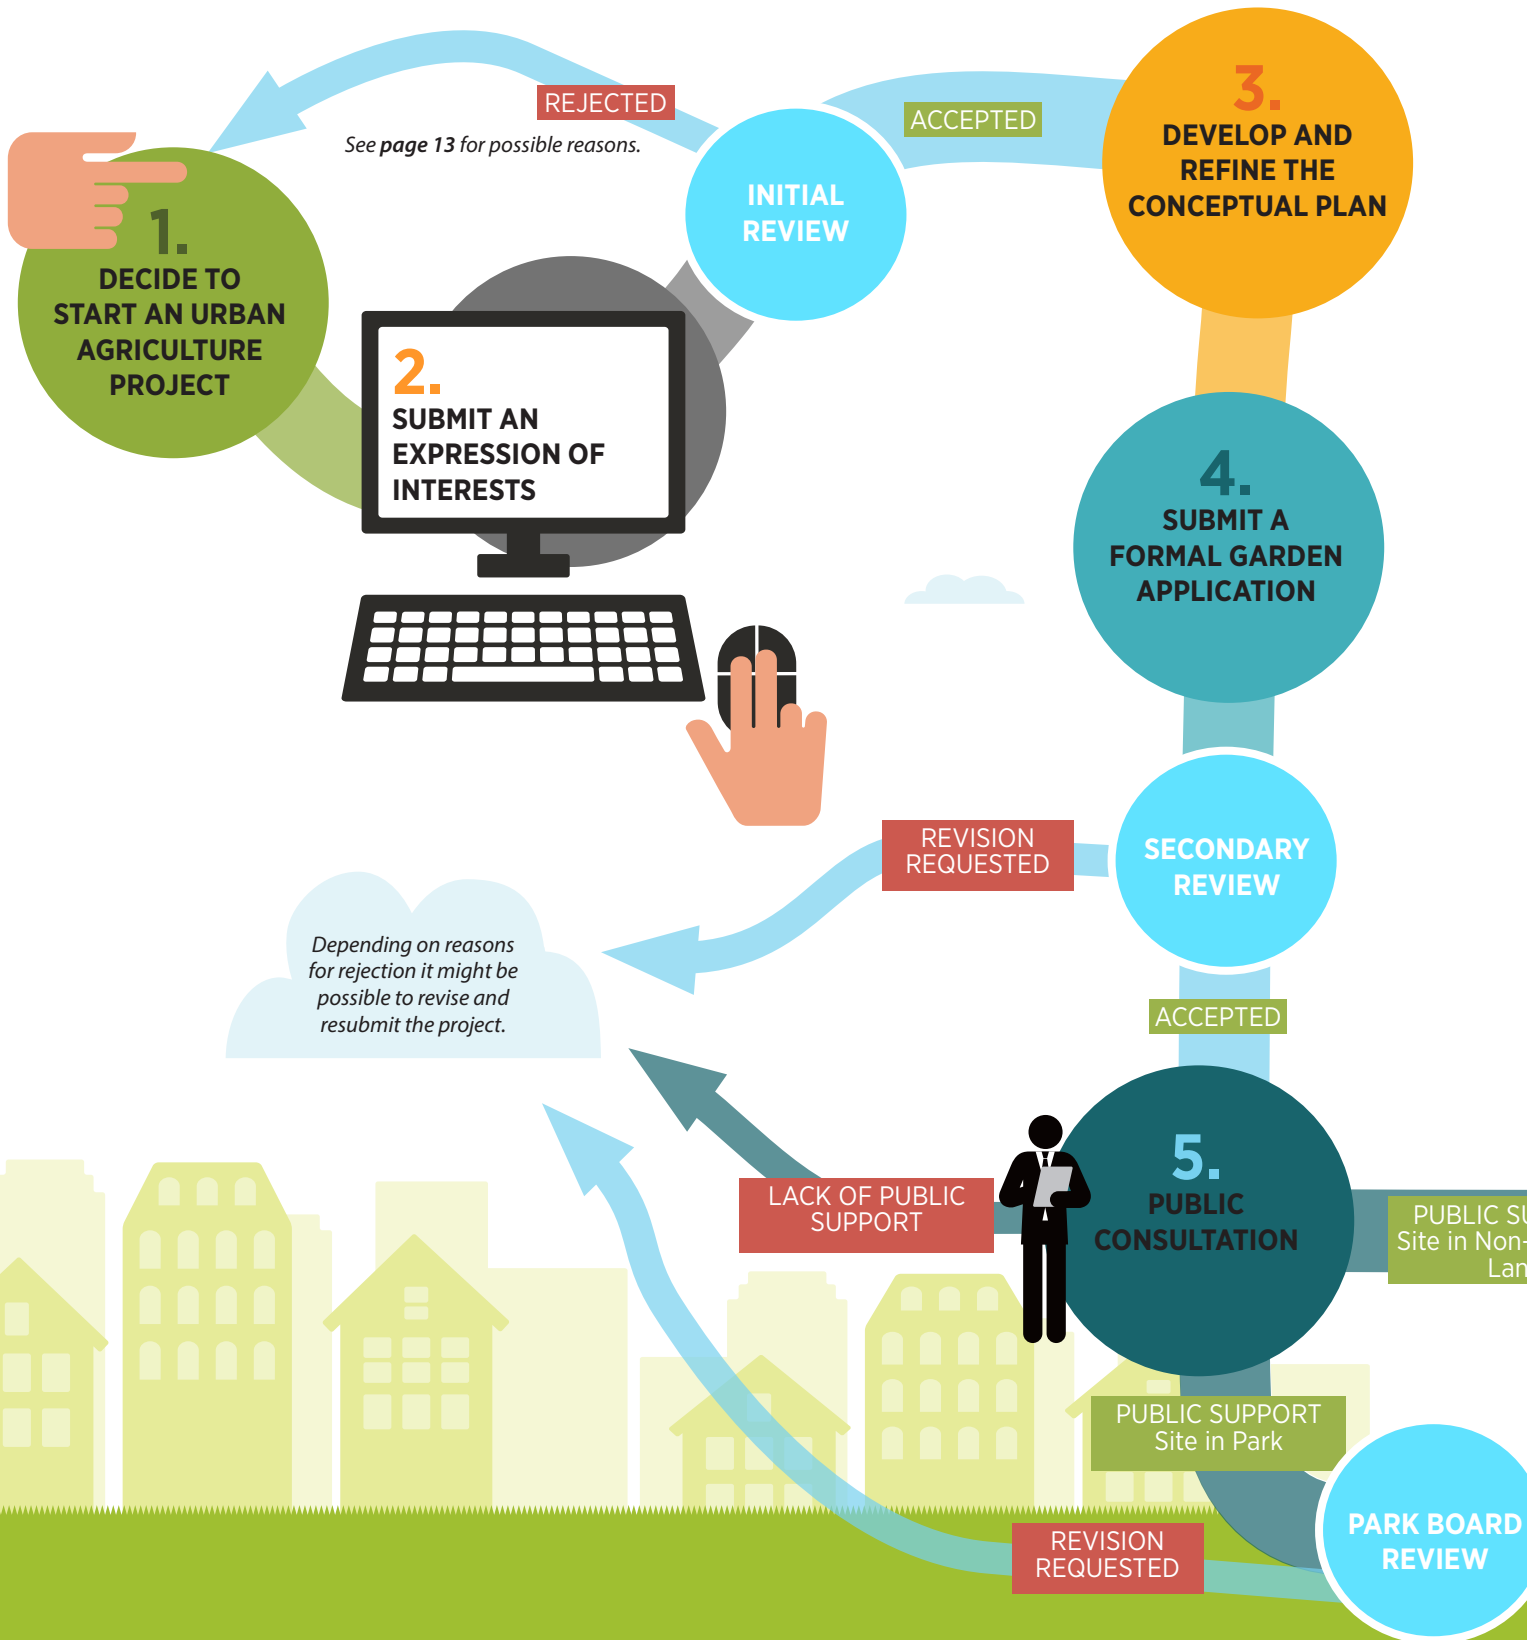 REJECTED
See page 13 for possible reasons.
ACCEPTED
INITIAL
REVIEW
1.
DECIDE TO
START AN URBAN
AGRICULTURE
PROJECT
2.
SUBMIT AN
EXPRESSION OF
INTERESTS
3.
DEVELOP AND
REFINE THE
CONCEPTUAL PLAN
4.
SUBMIT A
FORMAL GARDEN
APPLICATION
SECONDARY
REVIEW
REVISION
REQUESTED
Depending on reasons
for rejection it might be
possible to revise and
resubmit the project.
ACCEPTED
5.
PUBLIC
CONSULTATION
LACK OF PUBLIC
SUPPORT
PUBLIC
Site in
PUBLIC SUPPORT
Site in Park
PARK BOARD
REVIEW
REVISION
REQUESTED